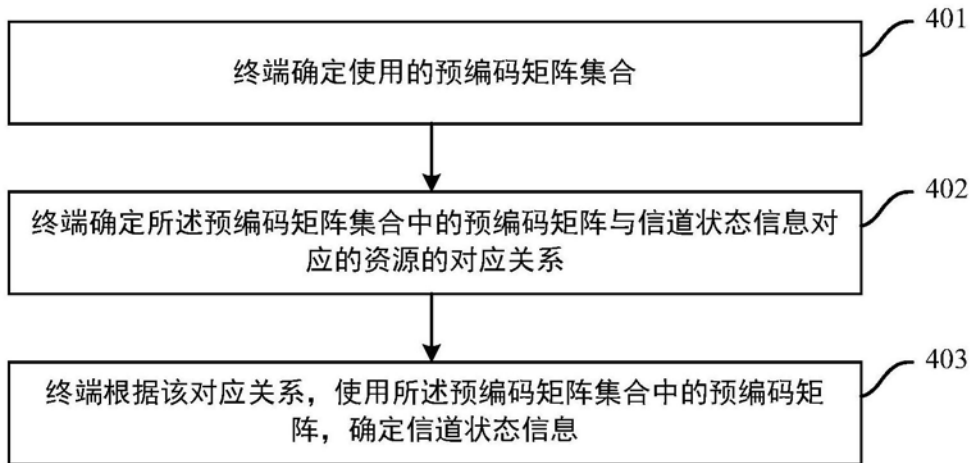 401
终端确定使用的预编码矩阵集合
402
终端确定所述预编码矩阵集合中的预编码矩阵与信道状态信息对
应的资源的对应关系
403
终端根据该对应关系，使用所述预编码矩阵集合中的预编码矩
阵，确定信道状态信息